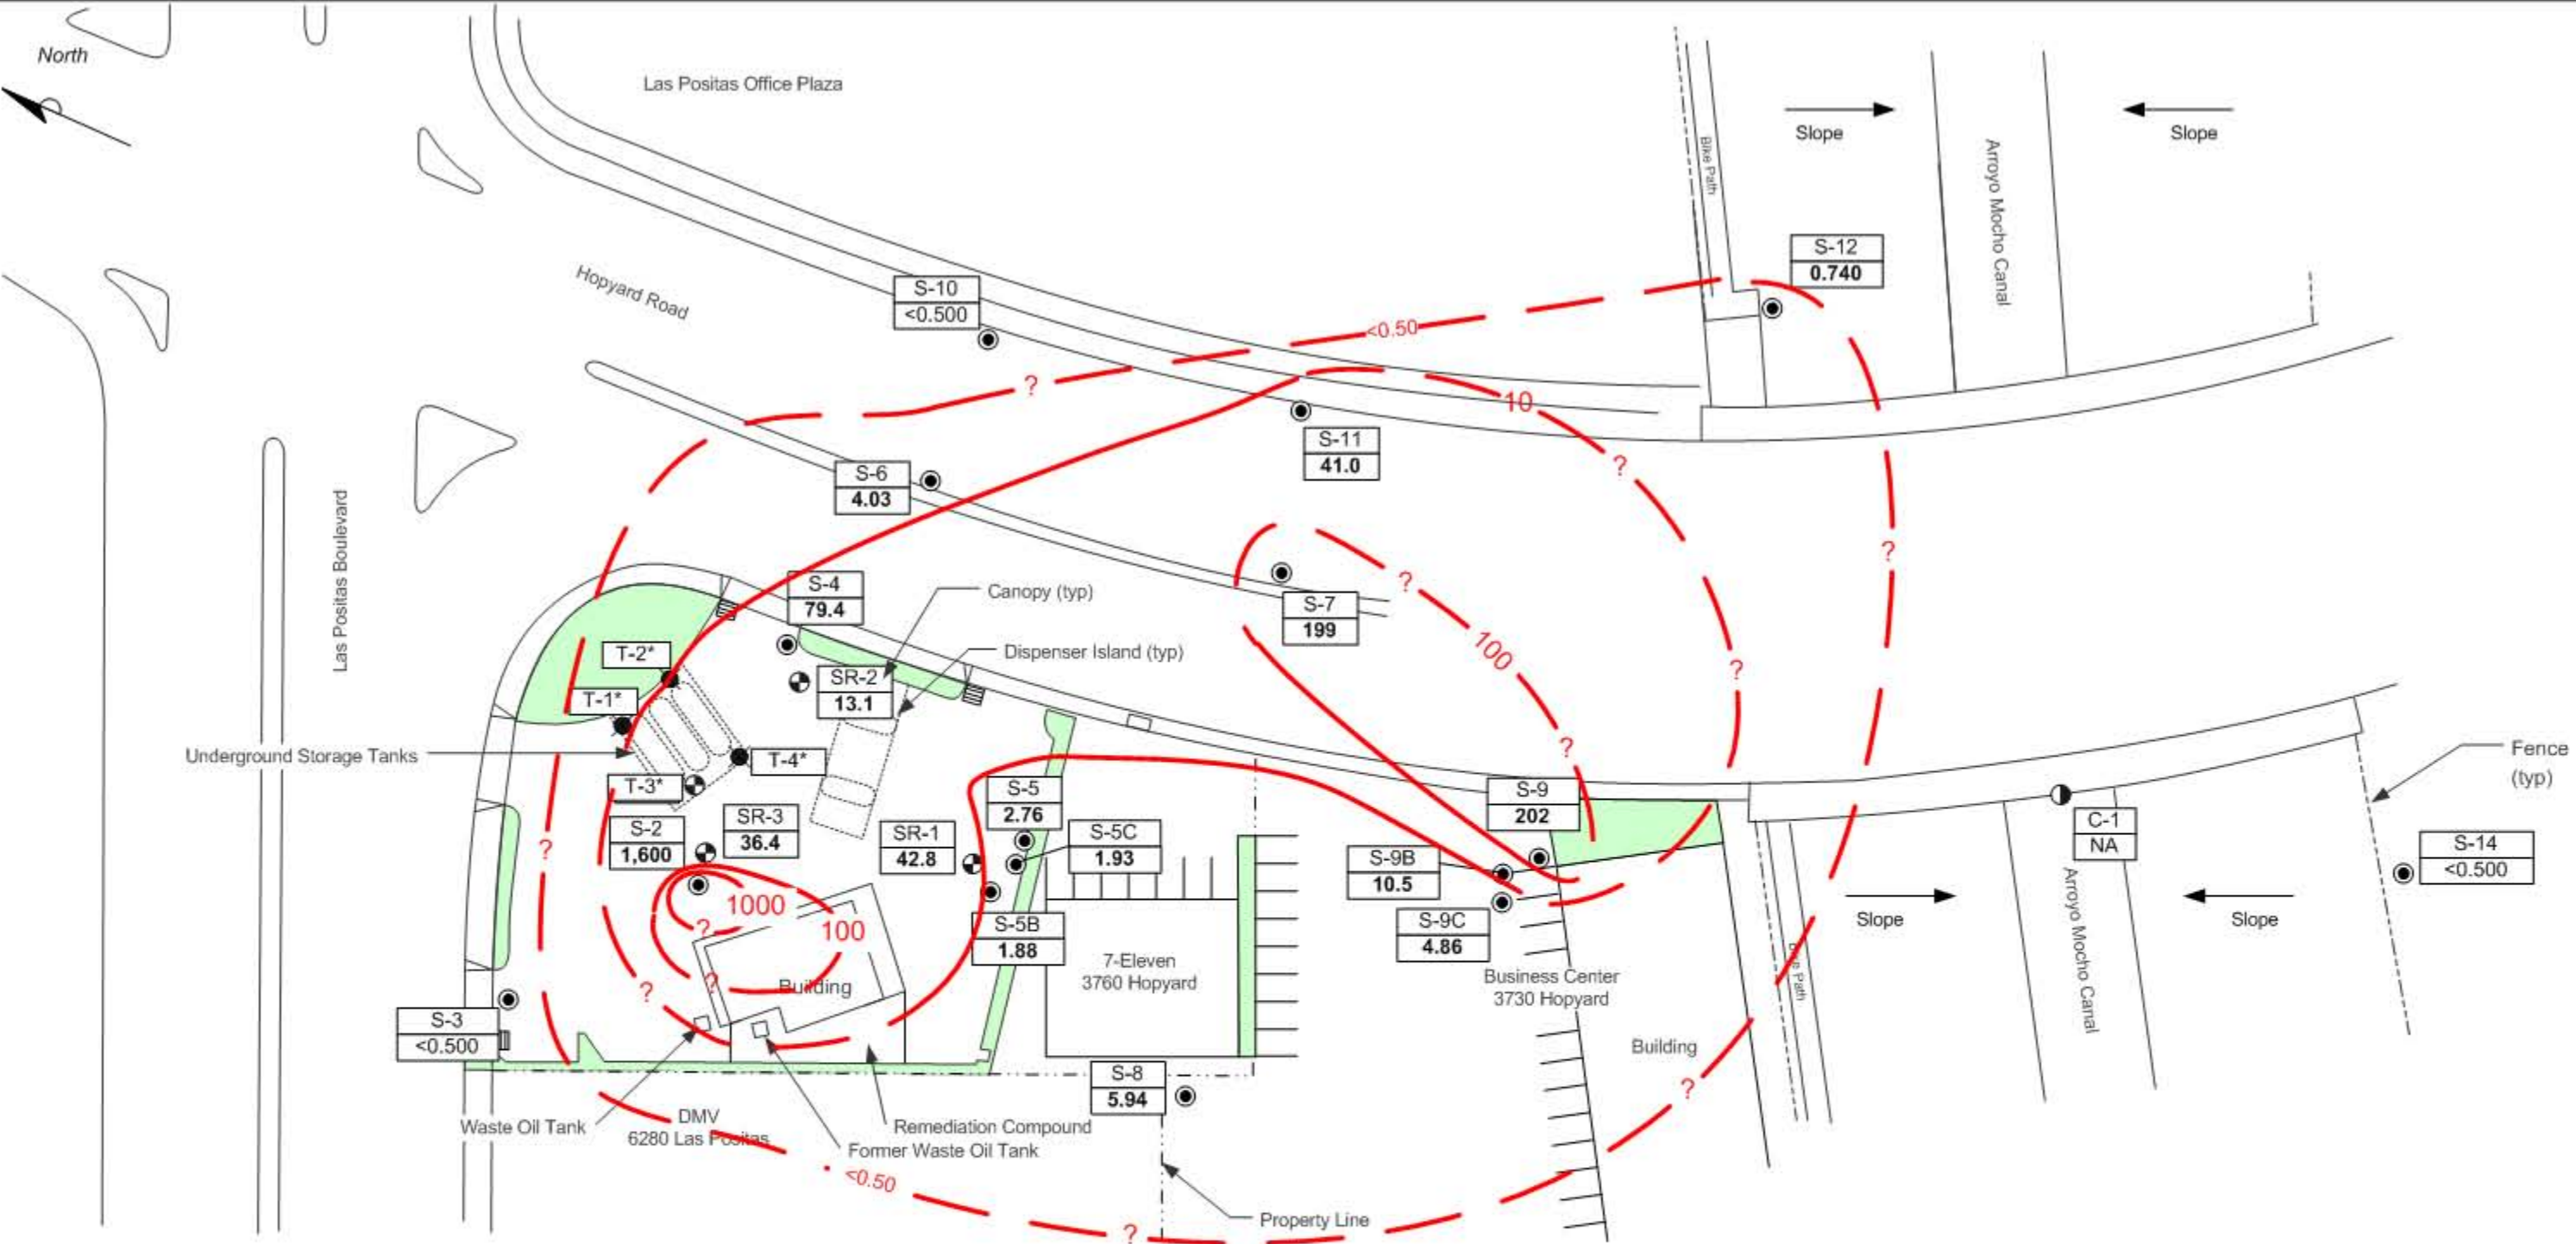 North
Las Positas Office Plaza
Slope
Slope
Bike Path
Arroyo Mocho Canal
S-12
0.740
Hopyard Road
S-10
<0.500
<0.50
?
10
S-11
41.0
?
S-6
4.03
Las Positas Boulevard
?
S-4
79.4
Canopy (typ)
?
S-7
199
100
Dispenser Island (typ)
T-2*
T-1*
SR-2
13.1
?
?
Underground Storage Tanks
T-4*
T-3*
Fence
(typ)
S-5
2.76
S-9
202
S-2
1,600
SR-3
36.4
SR-1
42.8
S-5C
1.93
C-1
NA
?
S-9B
10.5
S-14
<0.500
1000
?
100
S-5B
1.88
S-9C
4.86
Slope
Slope
Arroyo Mocho Canal
7-Eleven
3760 Hopyard
Business Center
3730 Hopyard
Bike Path
?
?
Building
S-3
<0.500
Building
S-8
5.94
?
Waste Oil Tank
DMV
6280 Las Positas
Remediation Compound
Former Waste Oil Tank
<0.50
Property Line
?